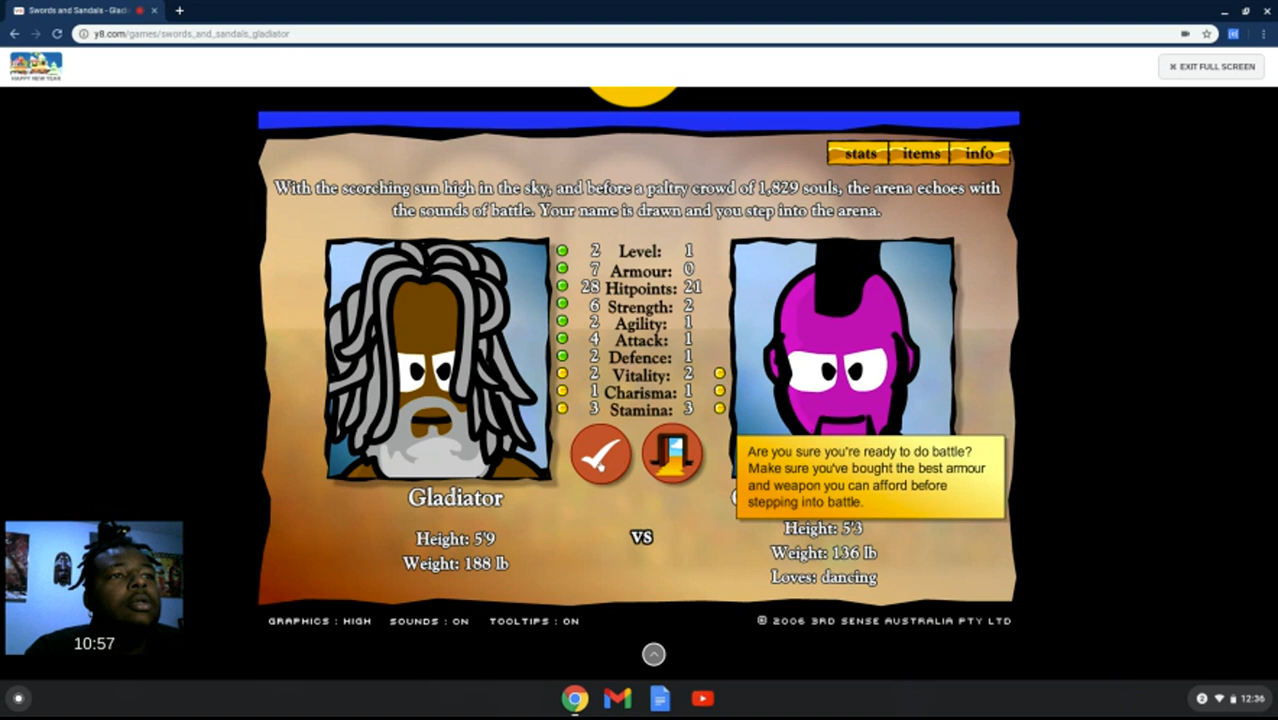 Swords and Sandals - Gladi
y8.com/games/swords_and_sandals_gladiator
HAPPY NEW YEAR
✕ EXIT FULL SCREEN
stats items info
With the scorching sun high in the sky, and before a paltry crowd of 1,829 souls, the arena echoes with
the sounds of battle. Your name is drawn and you step into the arena.
2 Level: 1
7 Armour: 0
28 Hitpoints: 21
6 Strength: 2
2 Agility: 1
4 Attack: 1
2 Defence: 1
2 Vitality: 2
1 Charisma: 1
3 Stamina: 3
Are you sure you're ready to do battle?
Make sure you've bought the best armour
and weapon you can afford before
stepping into battle.
Gladiator
vs
Height: 5'9
Weight: 188 lb
Height: 5'3
Weight: 136 lb
Loves: dancing
10:57
GRAPHICS : HIGH SOUNDS : ON TOOLTIPS : ON
© 2006 3RD SENSE AUSTRALIA PTY LTD
2 12:36